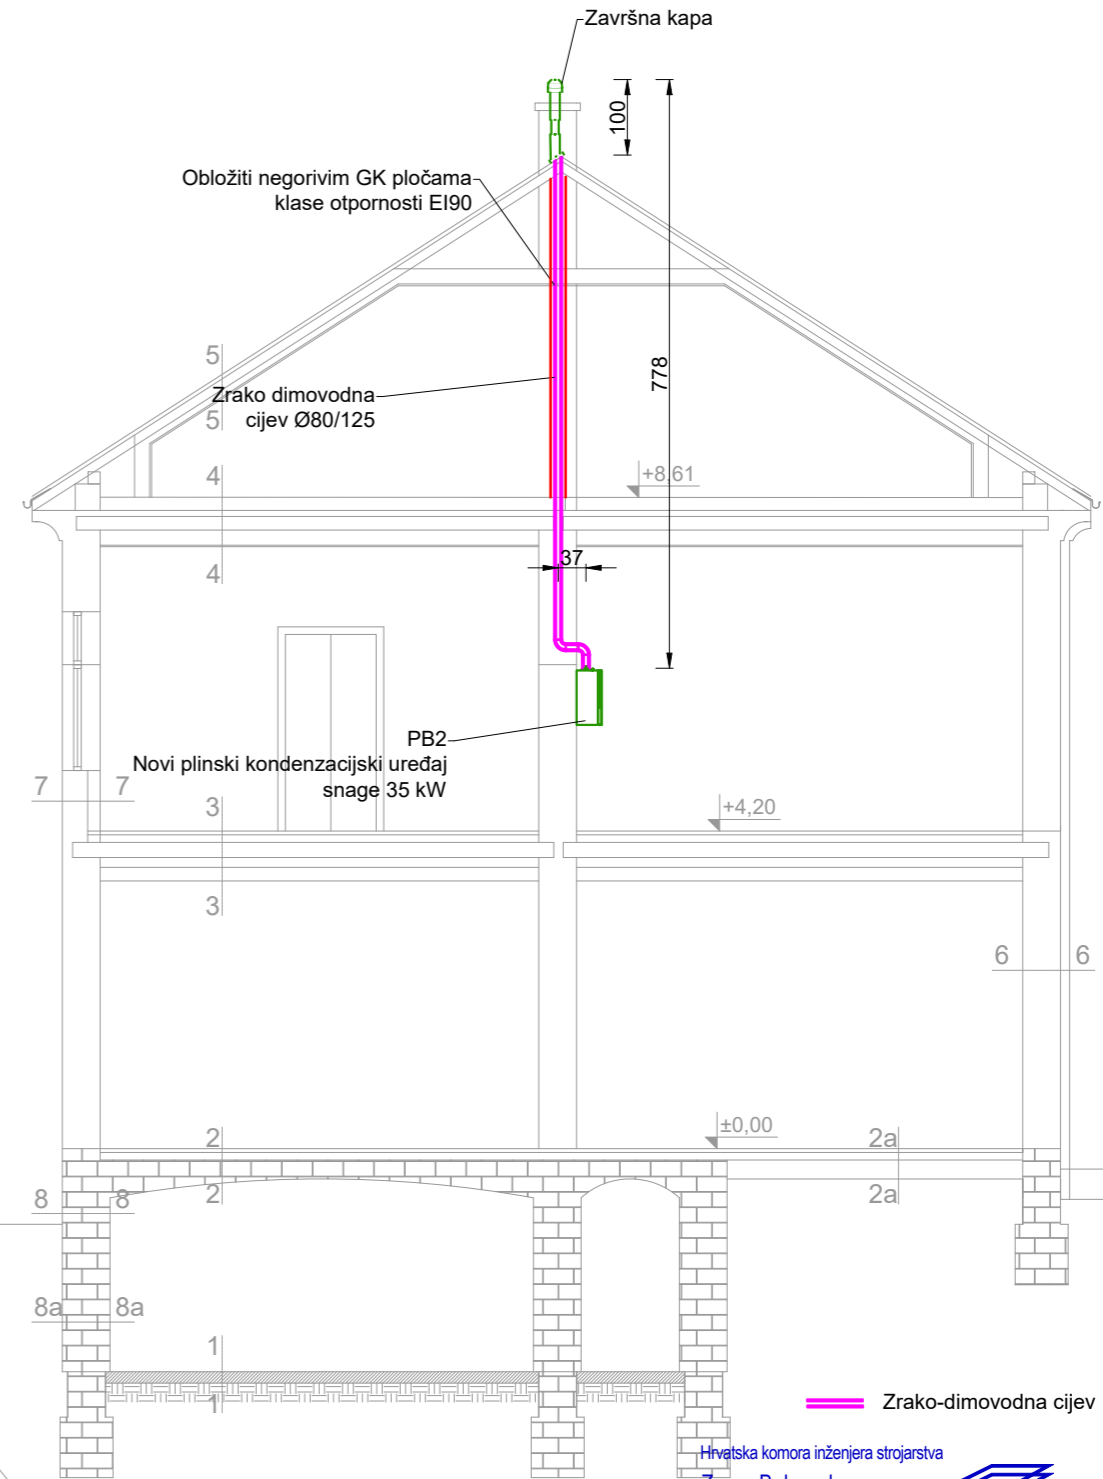 Završna kapa
100
Obložiti negorivim GK pločama
klase otpornosti EI90
778
5
Zrako dimovodna
5
cijev Ø80/125
4
+8,61
37
4
PB2
Novi plinski kondenzacijski uređaj
snage 35 kW
7 7
3
+4,20
3
6 6
±0,00
2
2a
2
2a
8 8
8a 8a
1
1
Zrako-dimovodna cijev
Hrvatska komora inženjera strojarstva